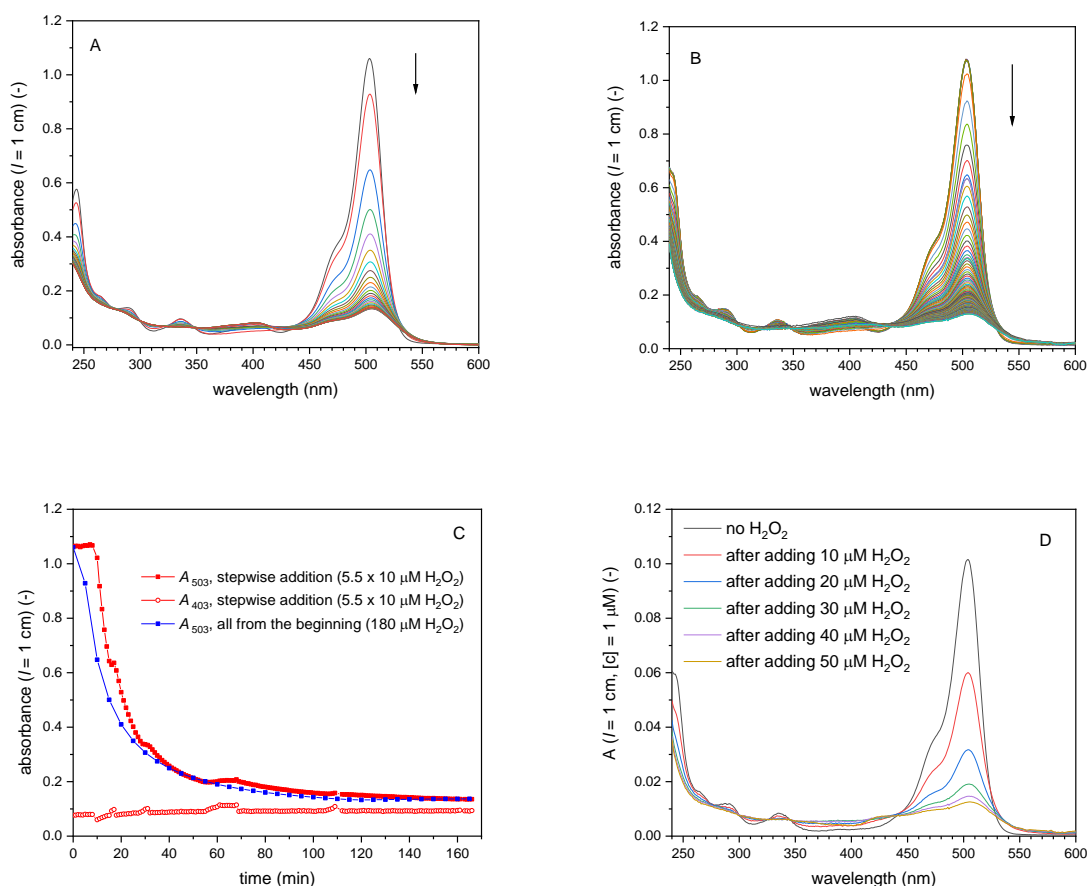 A
absorbance (l = 1 cm) (-)
1.2
1.0
0.8
0.6
0.4
0.2
0.0
250 300 350 400 450 500 550 600
wavelength (nm)
B
absorbance (l = 1 cm) (-)
1.2
1.0
0.8
0.6
0.4
0.2
0.0
250 300 350 400 450 500 550 600
wavelength (nm)
C
absorbance (l = 1 cm) (-)
1.2
1.0
0.8
0.6
0.4
0.2
0.0
A503, stepwise addition (5.5 x 10 μM H2O2)
A403, stepwise addition (5.5 x 10 μM H2O2)
A503, all from the beginning (180 μM H2O2)
0 20 40 60 80 100 120 140 160
time (min)
D
A (l = 1 cm, [c] = 1 μM) (-)
0.12
0.10
0.08
0.06
0.04
0.02
0.00
no H2O2
after adding 10 μM H2O2
after adding 20 μM H2O2
after adding 30 μM H2O2
after adding 40 μM H2O2
after adding 50 μM H2O2
250 300 350 400 450 500 550 600
wavelength (nm)